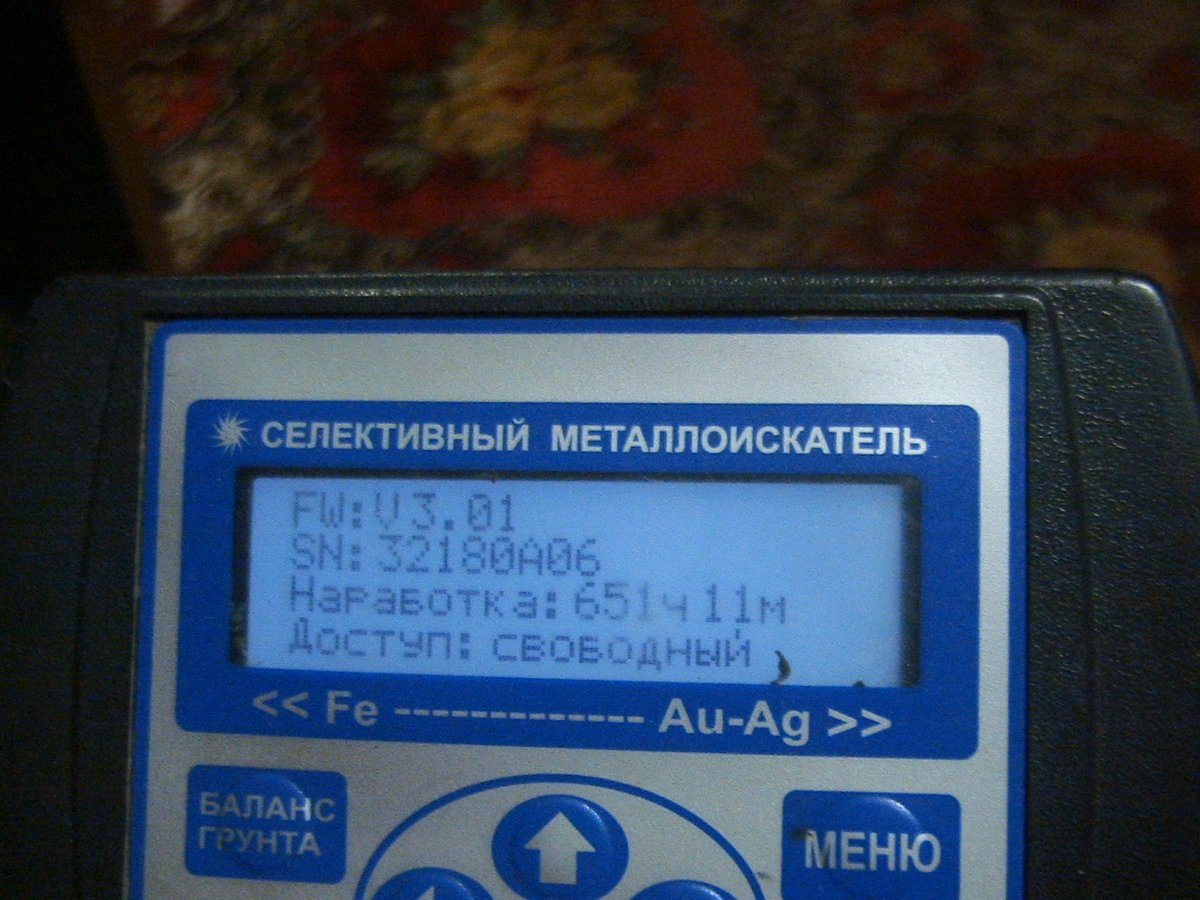 СЕЛЕКТИВНЫЙ МЕТАЛЛОИСКАТЕЛЬ
FW:V3.01
SN:32180A06
Наработка:651ч11м
Доступ:свободный
<< Fe ------------- Au-Ag >>
БАЛАНС
ГРУНТА
МЕНЮ